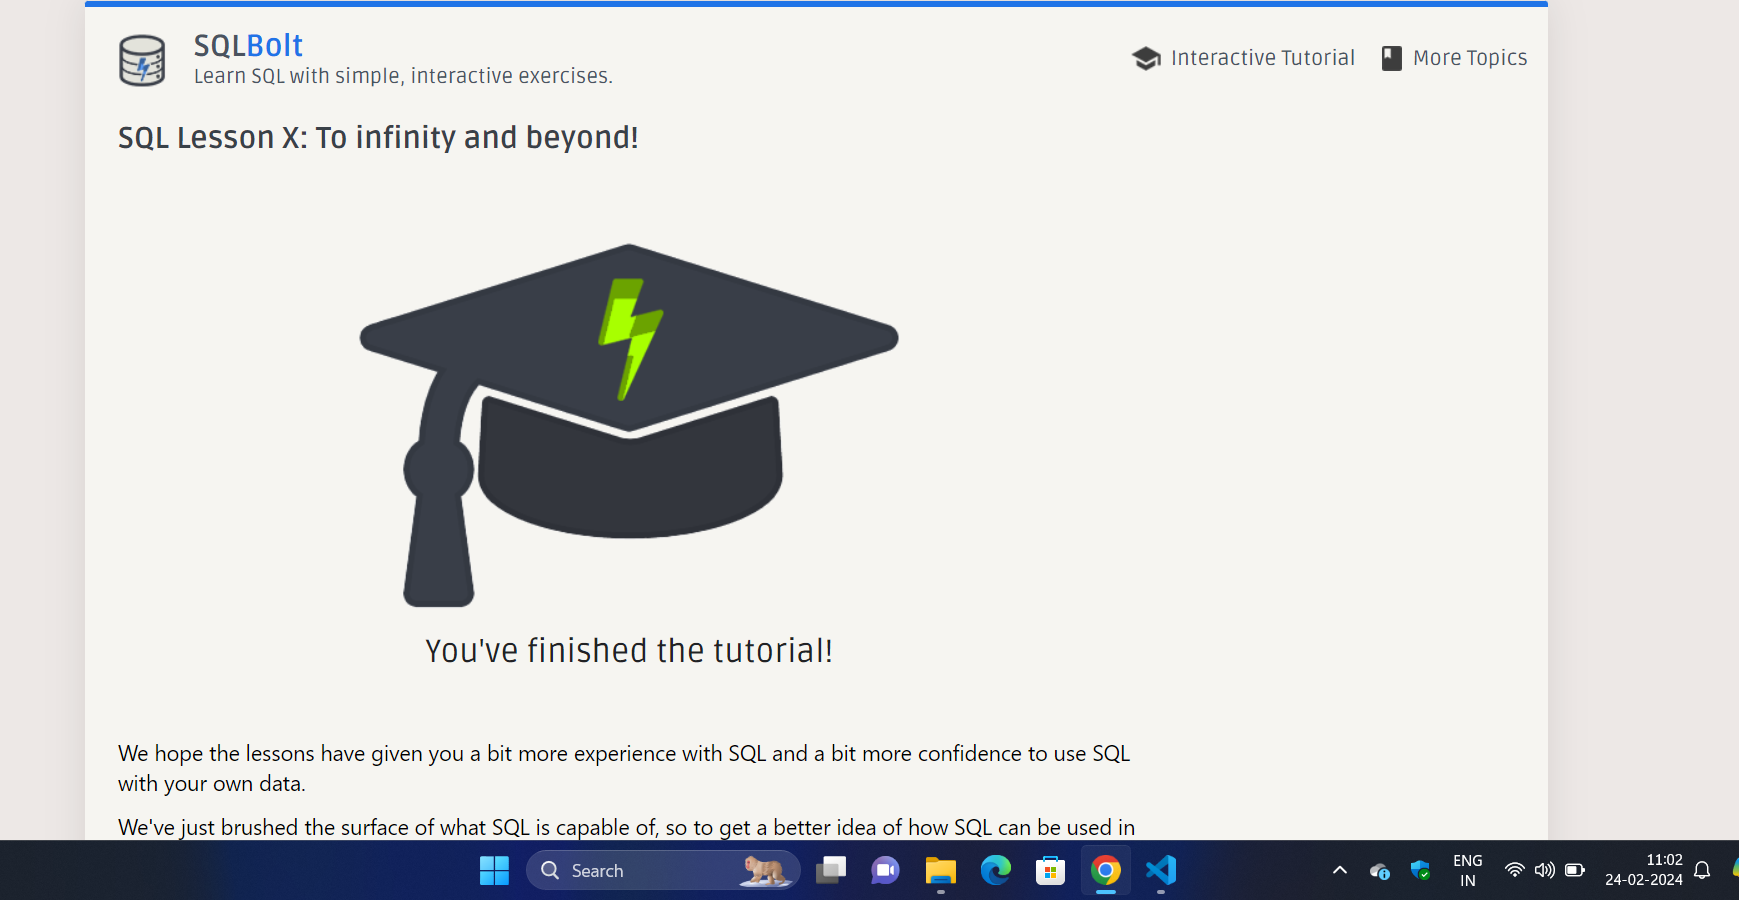 SQLBolt
Learn SQL with simple, interactive exercises.
Interactive Tutorial
More Topics
SQL Lesson X: To infinity and beyond!
You've finished the tutorial!
We hope the lessons have given you a bit more experience with SQL and a bit more confidence to use SQL
with your own data.
We've just brushed the surface of what SQL is capable of, so to get a better idea of how SQL can be used in
Search
ENG
IN
11:02
24-02-2024